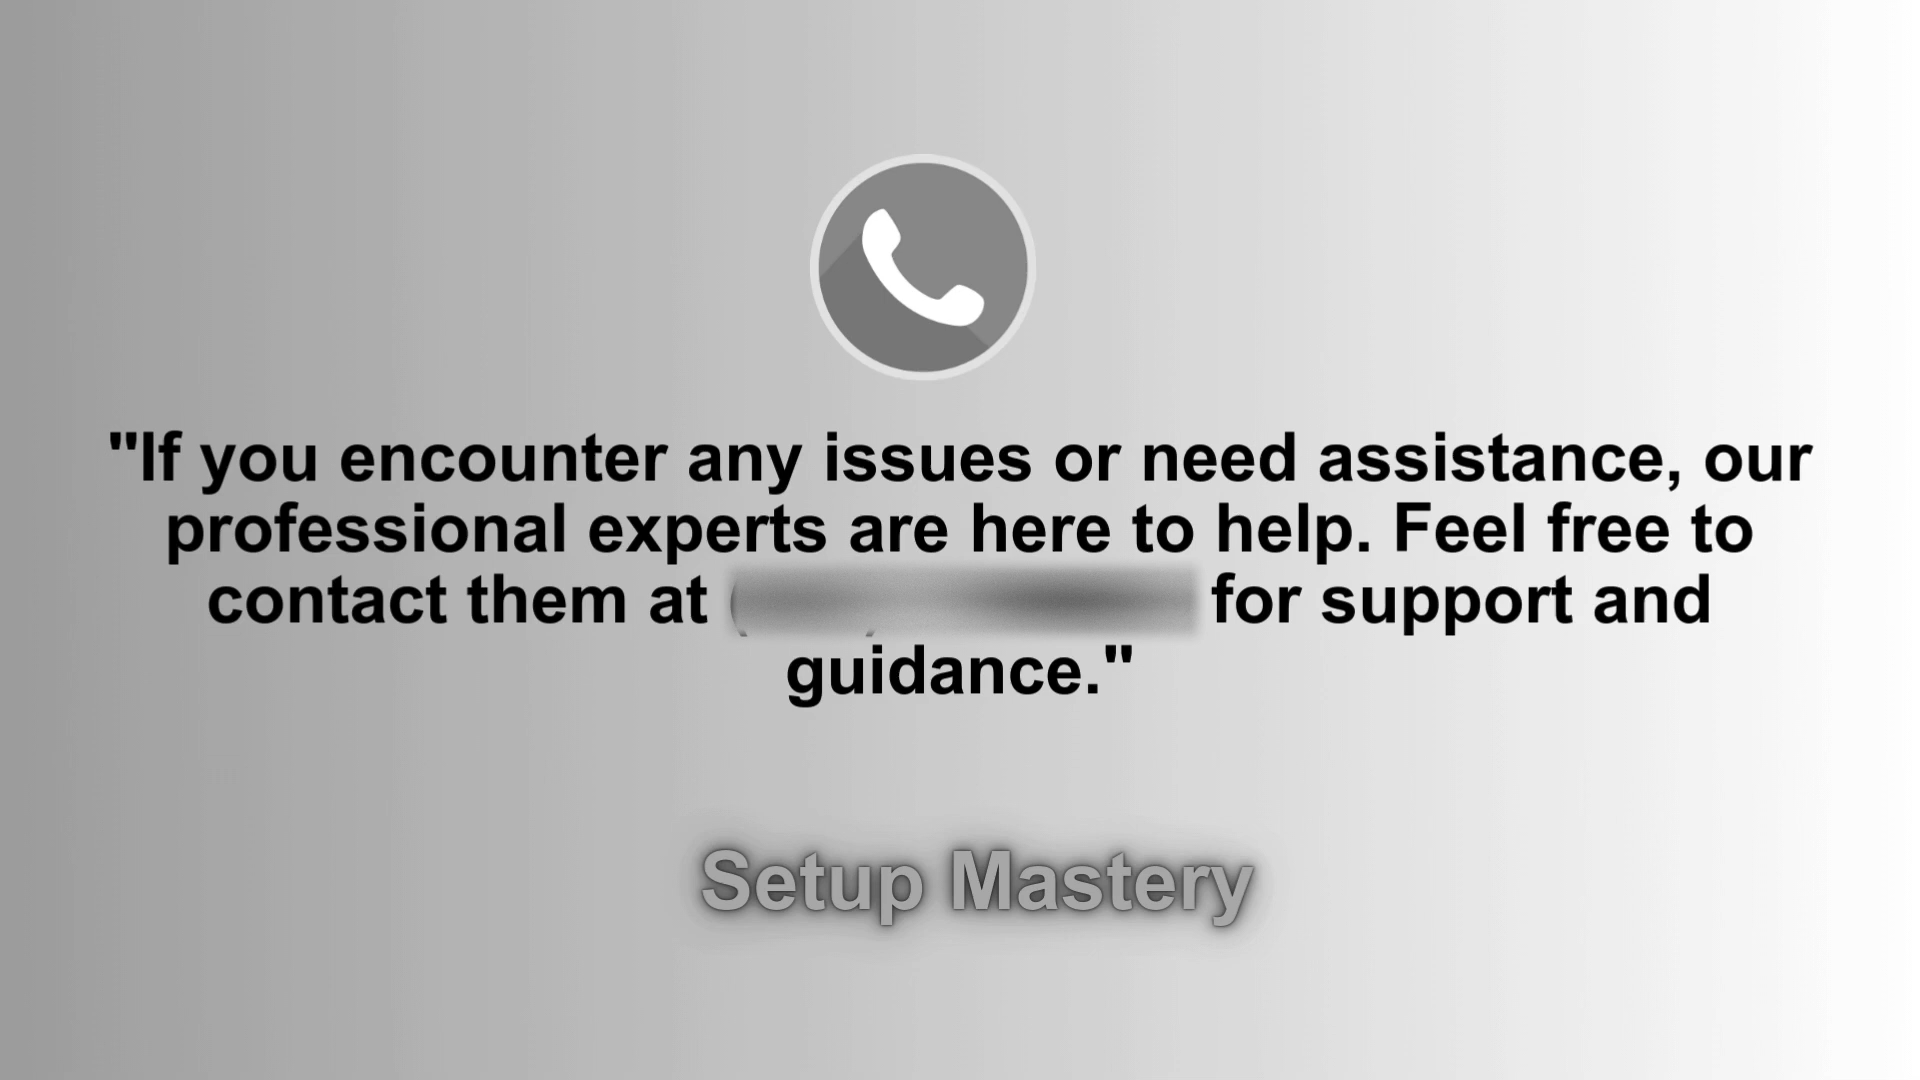 "If you encounter any issues or need assistance, our
professional experts are here to help. Feel free to
contact them at for support and
guidance."
Setup Mastery